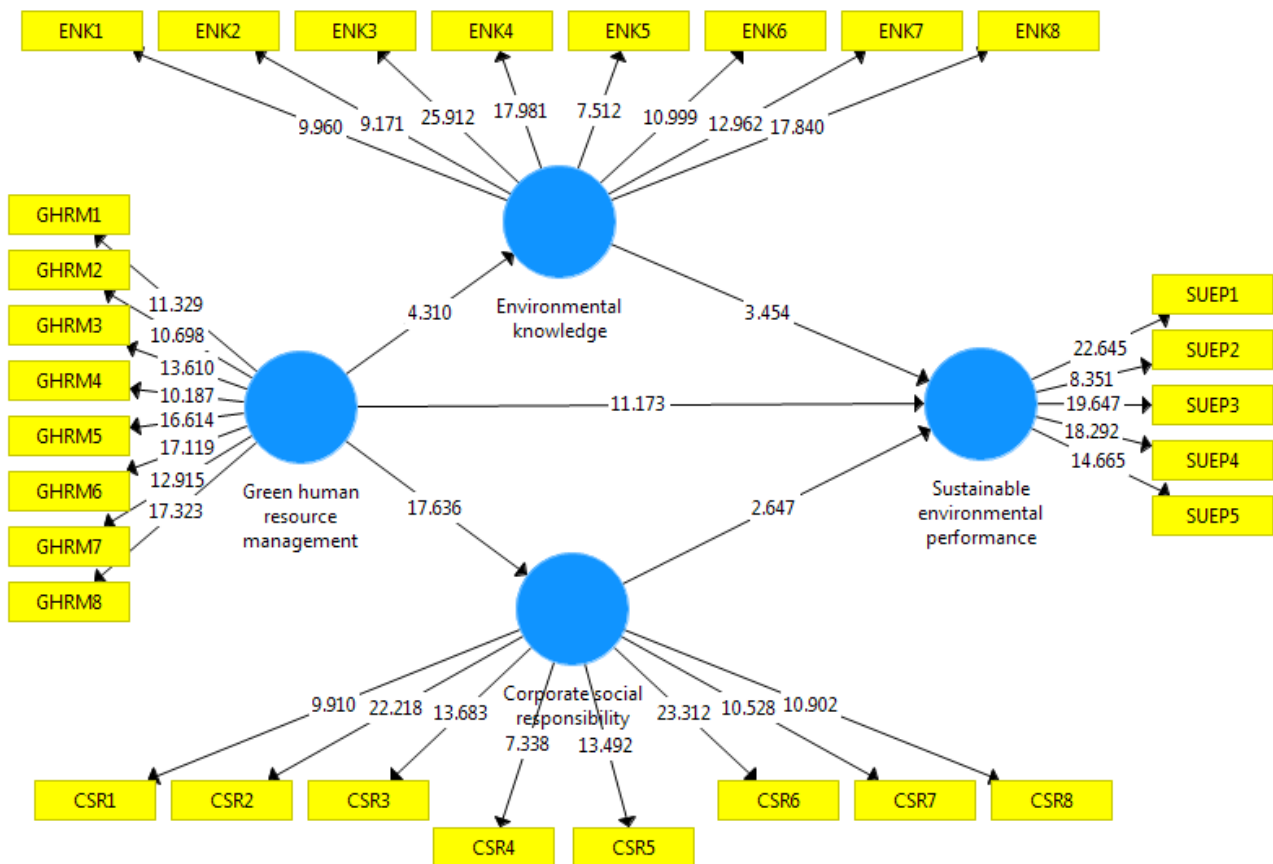 ENK1 ENK2 ENK3 ENK4 ENK5 ENK6 ENK7 ENK8
9.960 9.171 25.912 17.981 7.512 10.999 12.962 17.840
GHRM1
GHRM2
GHRM3
GHRM4
GHRM5
GHRM6
GHRM7
GHRM8
11.329
10.698
13.610
10.187
16.614
17.119
12.915
17.323
Green human
resource
management
4.310
Environmental
knowledge
3.454
11.173
17.636
2.647
Sustainable
environmental
performance
22.645
8.351
19.647
18.292
14.665
SUEP1
SUEP2
SUEP3
SUEP4
SUEP5
Corporate social
responsibility
9.910 22.218 13.683 7.338 13.492 23.312 10.528 10.902
CSR1 CSR2 CSR3 CSR6 CSR7 CSR8
CSR4 CSR5